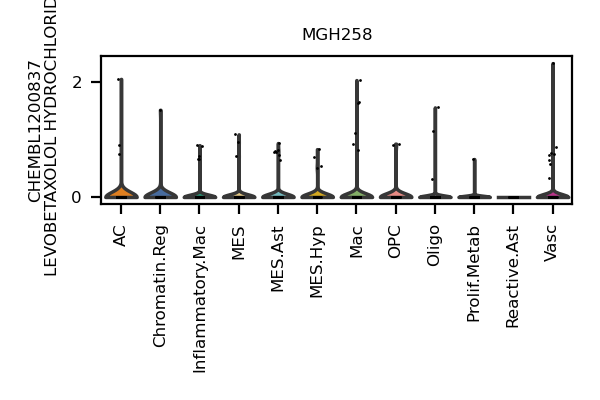 MGH258
CHEMBL1200837
LEVOBETAXOLOL HYDROCHLORID
2
0
AC
Chromatin.Reg
Inflammatory.Mac
MES
MES.Ast
MES.Hyp
Mac
OPC
Oligo
Prolif.Metab
Reactive.Ast
Vasc